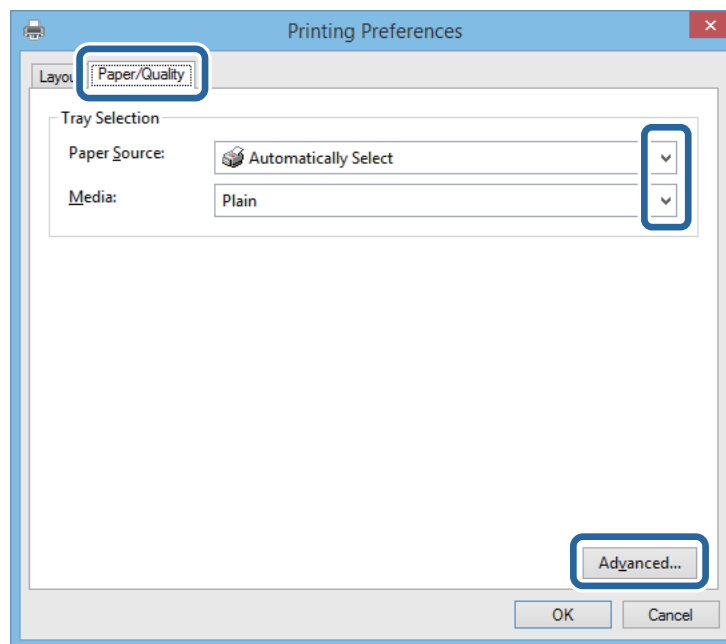 Printing Preferences
Layou
Paper/Quality
Tray Selection
Paper Source:
Automatically Select
Media:
Plain
Advanced...
OK
Cancel